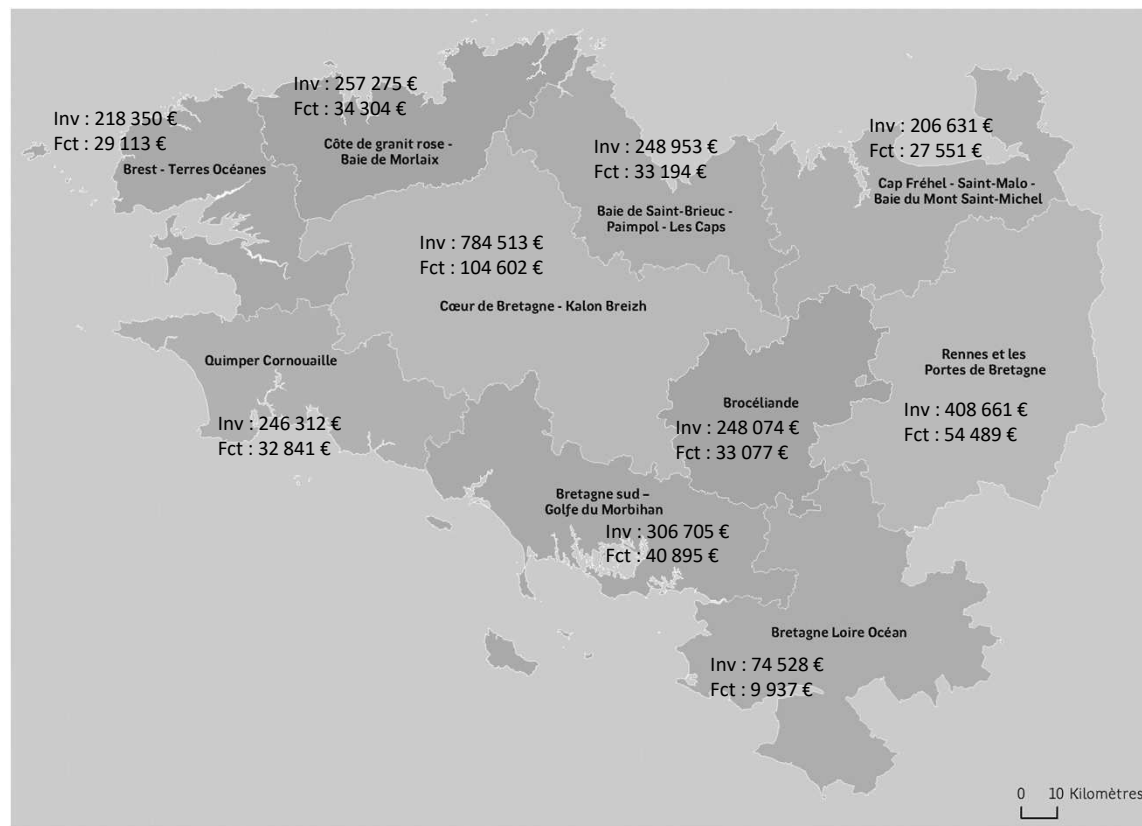 Inv : 257 275 €
Fct : 34 304 €
Côte de granit rose -
Baie de Morlaix
Inv : 218 350 €
Fct : 29 113 €
Brest - Terres Océanes
Inv : 248 953 €
Fct : 33 194 €
Baie de Saint-Brieuc -
Paimpol - Les Caps
Inv : 206 631 €
Fct : 27 551 €
Cap Fréhel - Saint-Malo -
Baie du Mont Saint-Michel
Inv : 784 513 €
Fct : 104 602 €
Cœur de Bretagne - Kalon Breizh
Quimper Cornouaille
Inv : 246 312 €
Fct : 32 841 €
Brocéliande
Inv : 248 074 €
Fct : 33 077 €
Rennes et les
Portes de Bretagne
Inv : 408 661 €
Fct : 54 489 €
Bretagne sud –
Golfe du Morbihan
Inv : 306 705 €
Fct : 40 895 €
Bretagne Loire Océan
Inv : 74 528 €
Fct : 9 937 €
0 10 Kilomètres